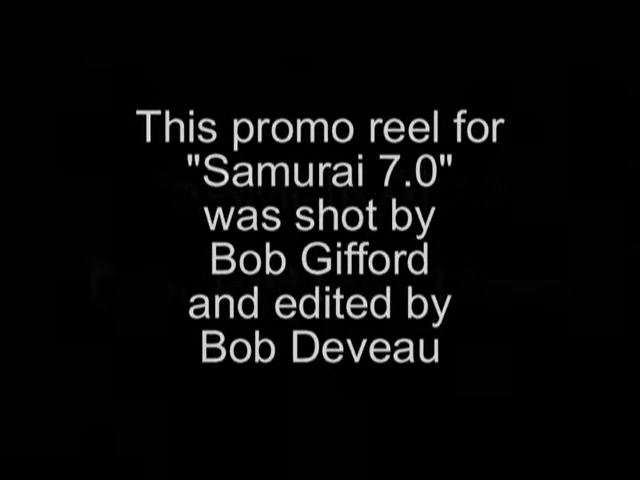 This promo reel for
"Samurai 7.0"
was shot by
Bob Gifford
and edited by
Bob Deveau